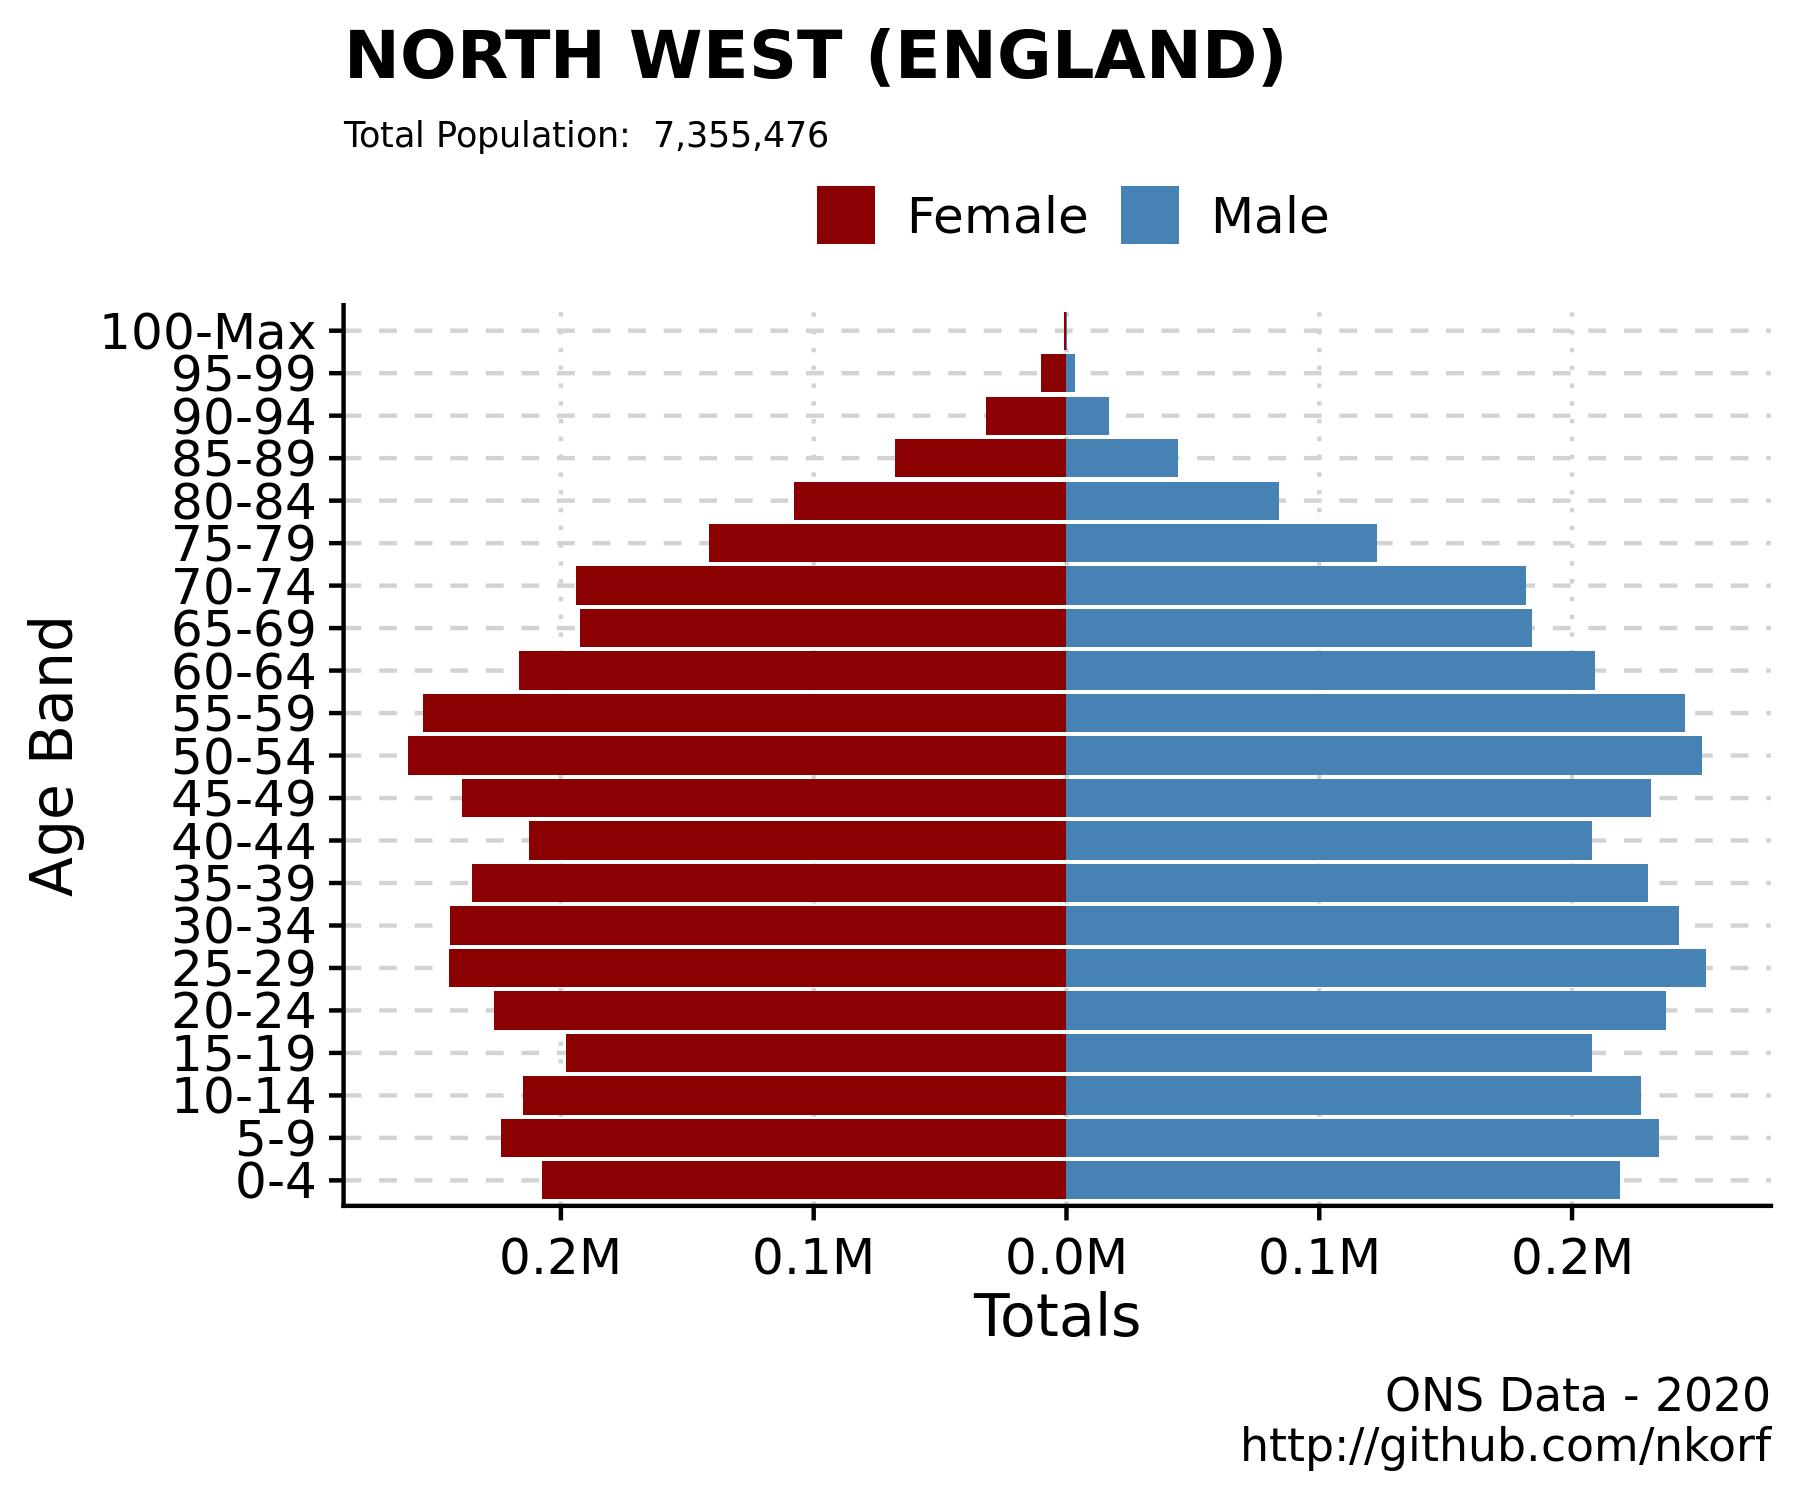 NORTH WEST (ENGLAND)
Total Population:  7,355,476
Female Male
100-Max
95-99
90-94
85-89
80-84
75-79
70-74
65-69
60-64
55-59
50-54
45-49
40-44
35-39
30-34
25-29
20-24
15-19
10-14
5-9
0-4
Age Band
0.2M 0.1M 0.0M 0.1M 0.2M
Totals
ONS Data - 2020
http://github.com/nkorf